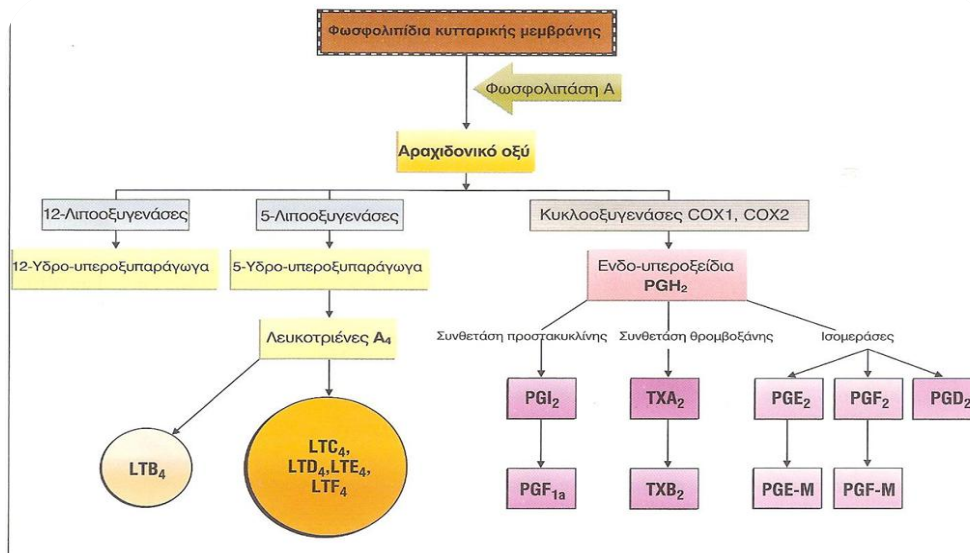 Φωσφολιπίδια κυτταρικής μεμβράνης
Φωσφολιπάση Α
Αραχιδονικό οξύ
12-Λιποοξυγενάσες
5-Λιποοξυγενάσες
Κυκλοοξυγενάσες COX1, COX2
12-Υδρο-υπεροξυπαράγωγα
5-Υδρο-υπεροξυπαράγωγα
Ενδο-υπεροξείδια
PGH₂
Λευκοτριένες Α₄
Συνθετάση προστακυκλίνης
Συνθετάση θρομβοξάνης
Ισομεράσες
PGI₂
TXA₂
PGE₂
PGF₂
PGD₂
LTB₄
LTC₄,
LTD₄,LTE₄,
LTF₄
PGF₁a
TXB₂
PGE-M
PGF-M